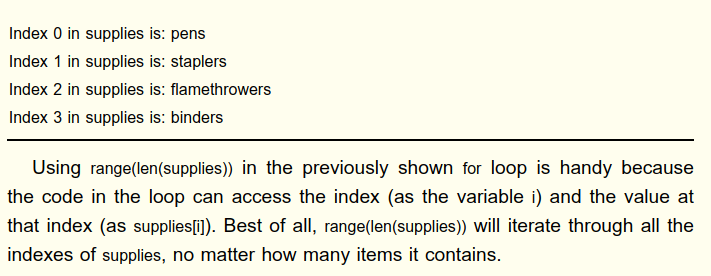 Index 0 in supplies is: pens
Index 1 in supplies is: staplers
Index 2 in supplies is: flamethrowers
Index 3 in supplies is: binders
Using range(len(supplies)) in the previously shown for loop is handy because
the code in the loop can access the index (as the variable i) and the value at
that index (as supplies[i]). Best of all, range(len(supplies)) will iterate through all the
indexes of supplies, no matter how many items it contains.